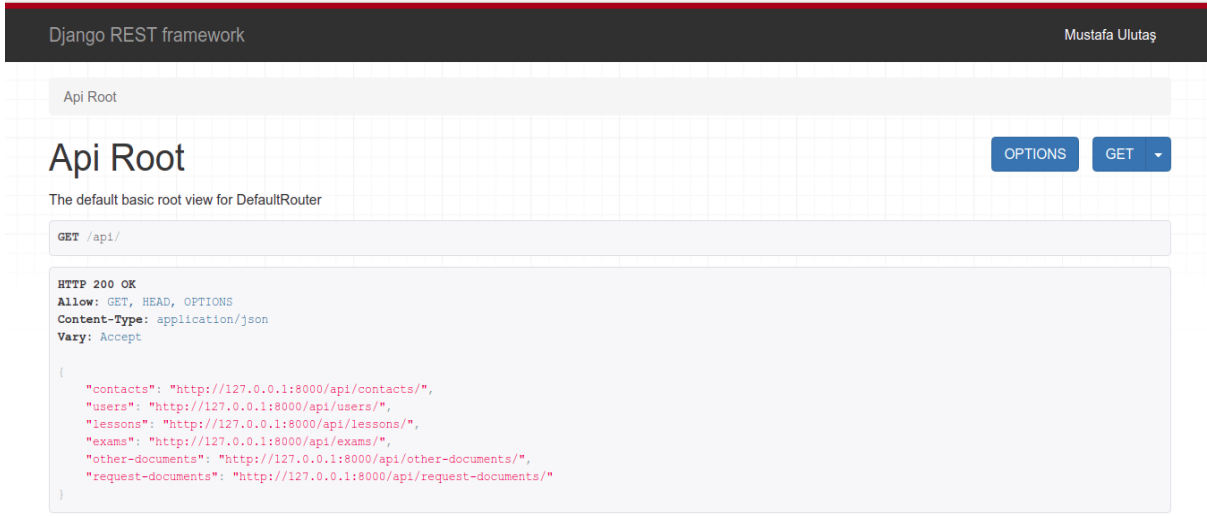 Django REST framework
Mustafa Ulutaş
Api Root
Api Root
OPTIONS
GET
The default basic root view for DefaultRouter
GET /api/
HTTP 200 OK
Allow: GET, HEAD, OPTIONS
Content-Type: application/json
Vary: Accept
{
    "contacts": "http://127.0.0.1:8000/api/contacts/",
    "users": "http://127.0.0.1:8000/api/users/",
    "lessons": "http://127.0.0.1:8000/api/lessons/",
    "exams": "http://127.0.0.1:8000/api/exams/",
    "other-documents": "http://127.0.0.1:8000/api/other-documents/",
    "request-documents": "http://127.0.0.1:8000/api/request-documents/"
}